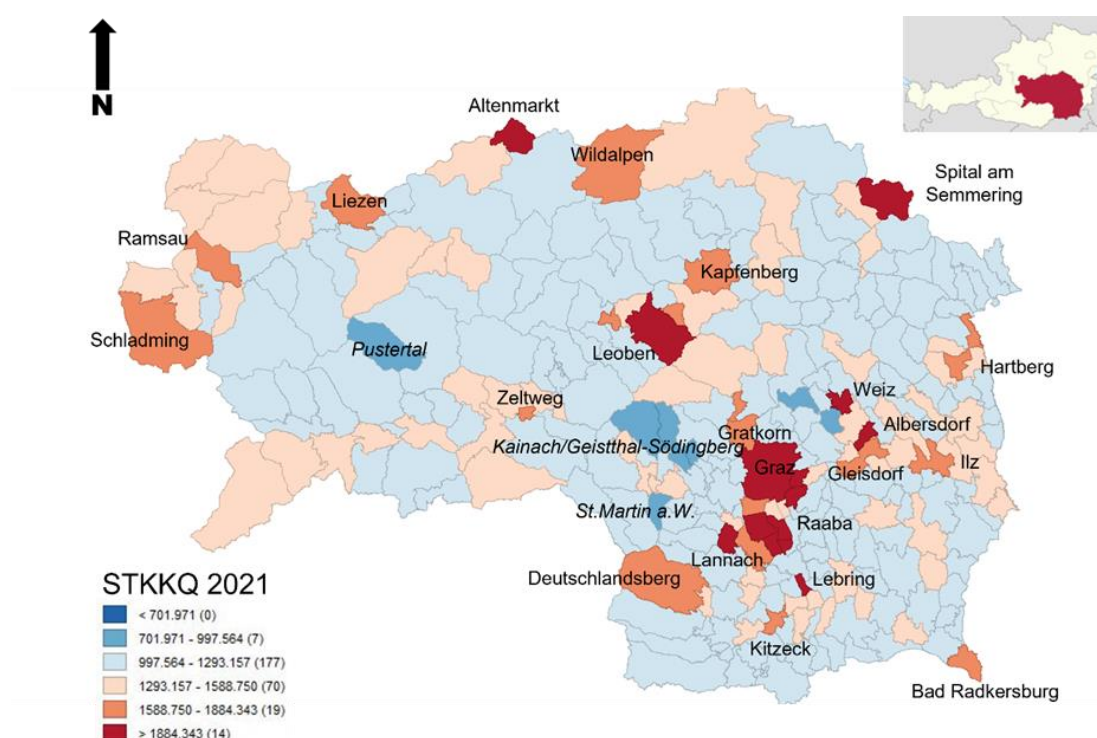 N
Altenmarkt
Wildalpen
Spital am
Semmering
Liezen
Ramsau
Kapfenberg
Schladming
Pustertal
Leoben
Hartberg
Zeltweg
Weiz
Albersdorf
Gratkorn
Kainach/Geistthal-Södingberg
Graz
Gleisdorf
Ilz
St.Martin a.W.
Raaba
Lannach
Deutschlandsberg
Lebring
Kitzeck
Bad Radkersburg
STKKQ 2021
< 701.971 (0)
701.971 - 997.564 (7)
997.564 - 1293.157 (177)
1293.157 - 1588.750 (70)
1588.750 - 1884.343 (19)
> 1884.343 (14)